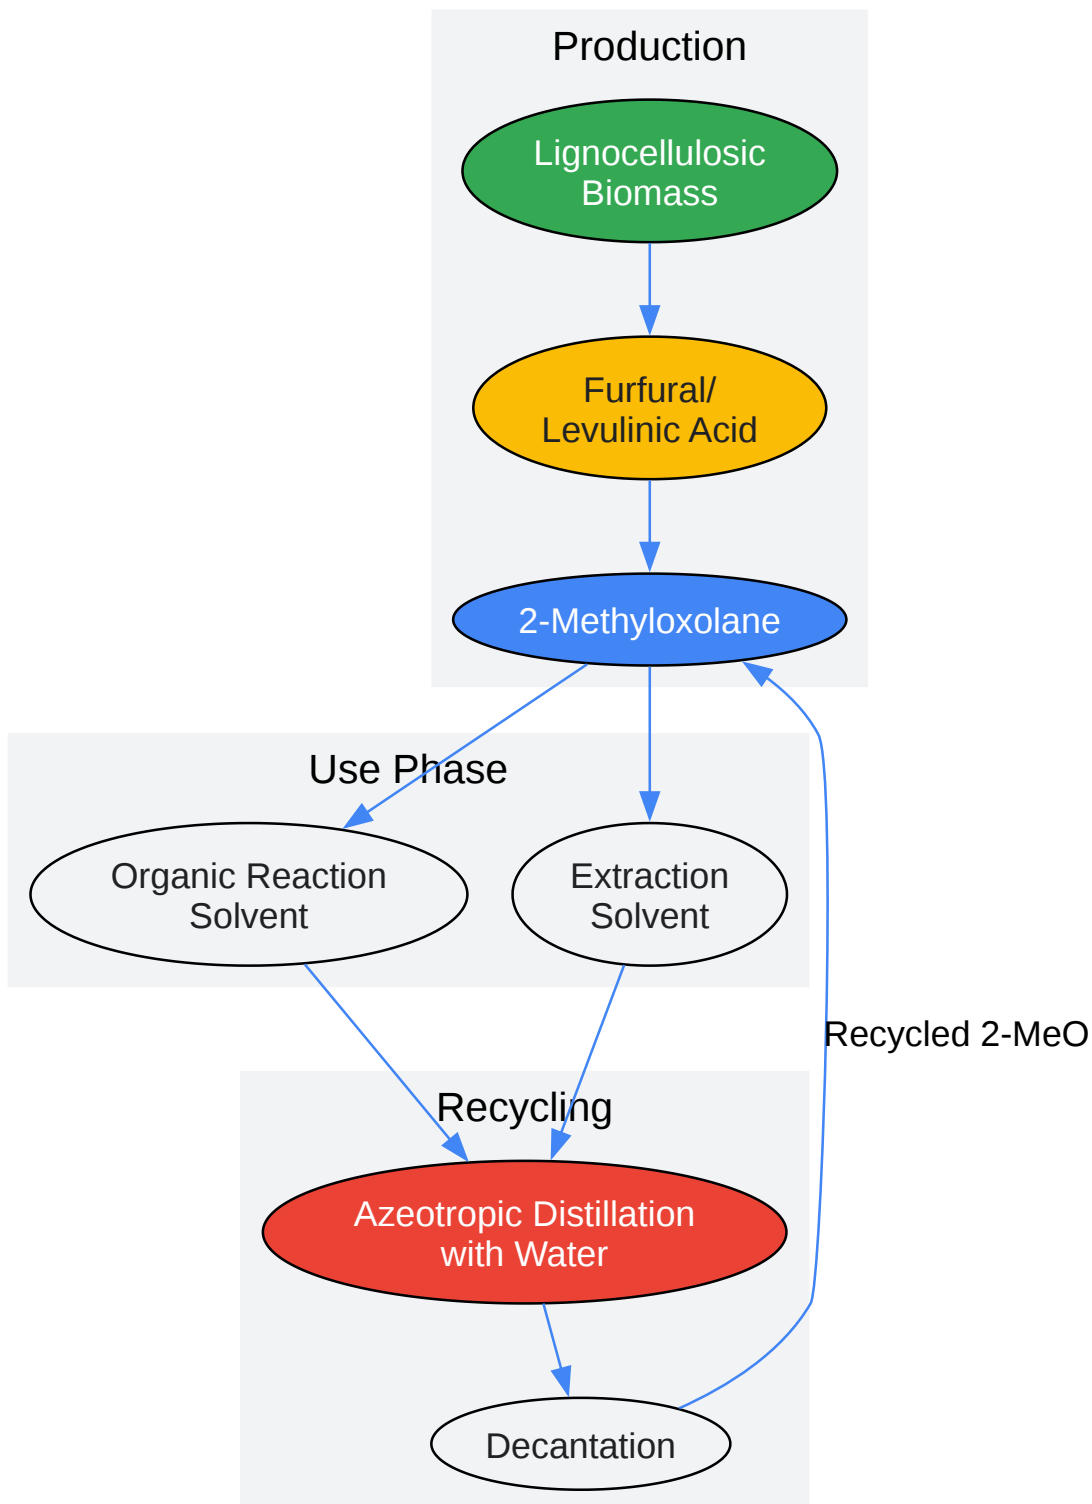 Production
Lignocellulosic
Biomass
Furfural/
Levulinic Acid
2-Methyloxolane
Use Phase
Organic Reaction
Solvent
Extraction
Solvent
Recycled 2-MeO
Recycling
Azeotropic Distillation
with Water
Decantation